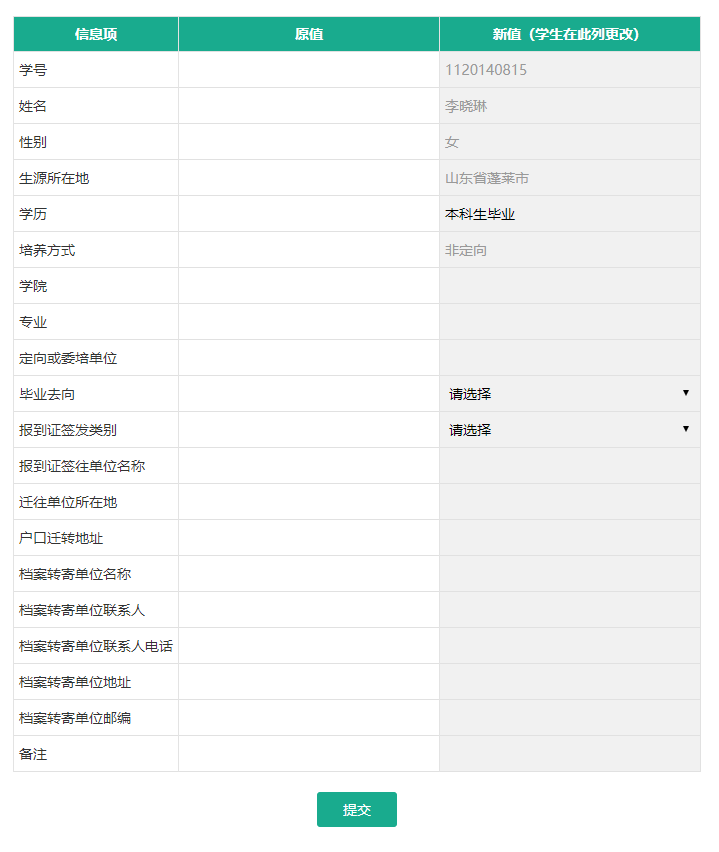 信息项 原值 新值（学生在此列更改）
学号 1120140815
姓名 李晓琳
性别 女
生源所在地 山东省蓬莱市
学历 本科生毕业
培养方式 非定向
学院
专业
定向或委培单位
毕业去向 请选择
报到证签发类别 请选择
报到证签往单位名称
迁往单位所在地
户口迁转地址
档案转寄单位名称
档案转寄单位联系人
档案转寄单位联系人电话
档案转寄单位地址
档案转寄单位邮编
备注
提交